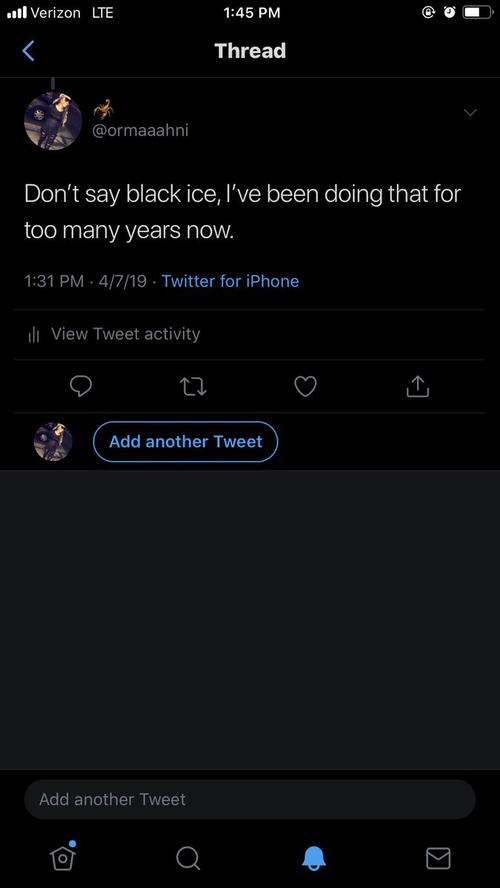 Verizon LTE 1:45 PM
Thread
@ormaaahni
Don’t say black ice, I’ve been doing that for
too many years now.
1:31 PM · 4/7/19 · Twitter for iPhone
View Tweet activity
Add another Tweet
Add another Tweet